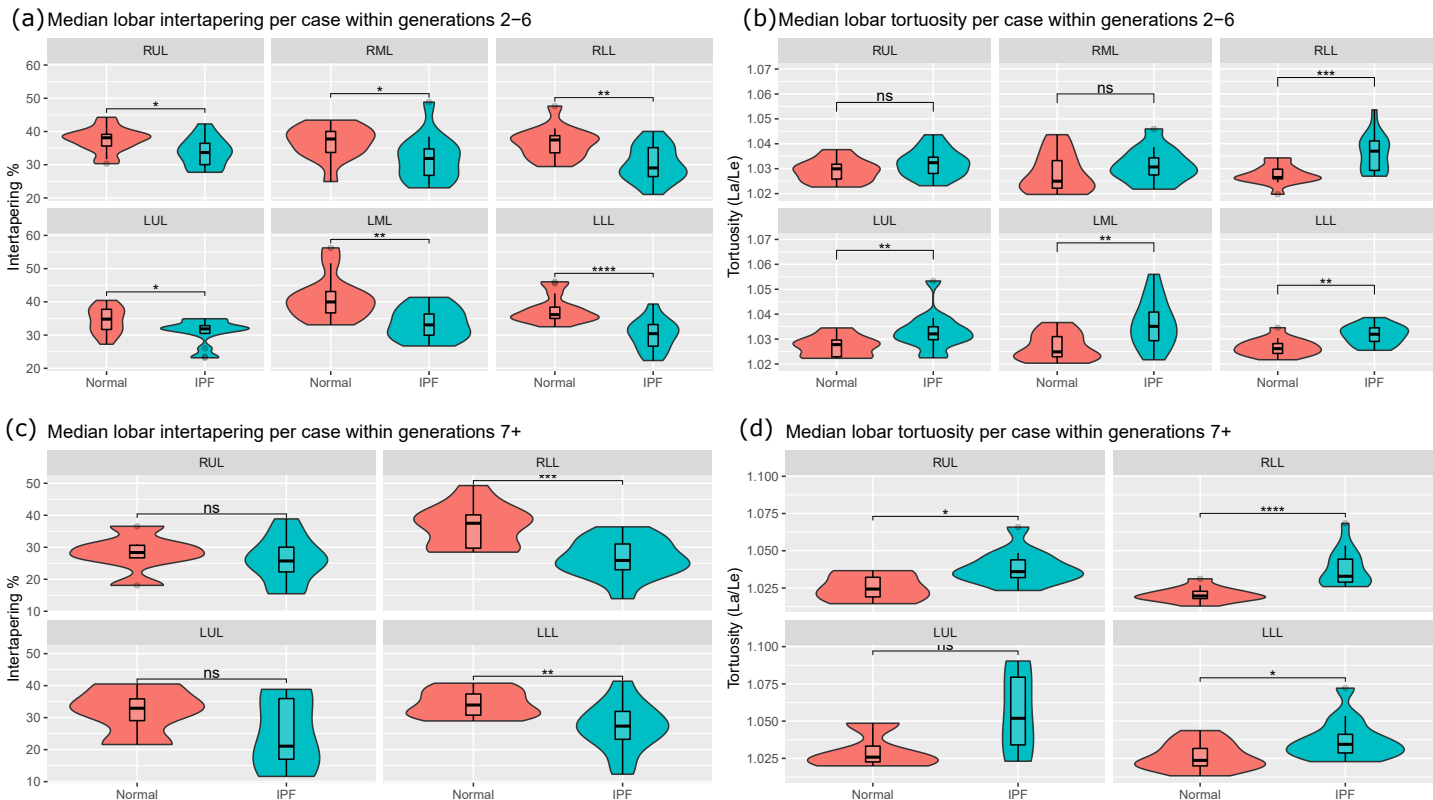 (a) Median lobar intertapering per case within generations 2−6
RUL RML RLL
60
50
40
30
20
* * **
LUL LML LLL
60
50
40
30
20
* ** ****
Intertapering %
Normal IPF Normal IPF Normal IPF
(b) Median lobar tortuosity per case within generations 2−6
RUL RML RLL
1.07
1.06
1.05
1.04
1.03
1.02
ns ns ***
LUL LML LLL
1.07
1.06
1.05
1.04
1.03
1.02
** ** **
Tortuosity (La/Le)
Normal IPF Normal IPF Normal IPF
(c) Median lobar intertapering per case within generations 7+
RUL RLL
50
40
30
20
10
ns ***
LUL LLL
50
40
30
20
10
ns **
Intertapering %
Normal IPF Normal IPF
(d) Median lobar tortuosity per case within generations 7+
RUL RLL
1.100
1.075
1.050
1.025
* ****
LUL LLL
1.100
1.075
1.050
1.025
ns *
Tortuosity (La/Le)
Normal IPF Normal IPF